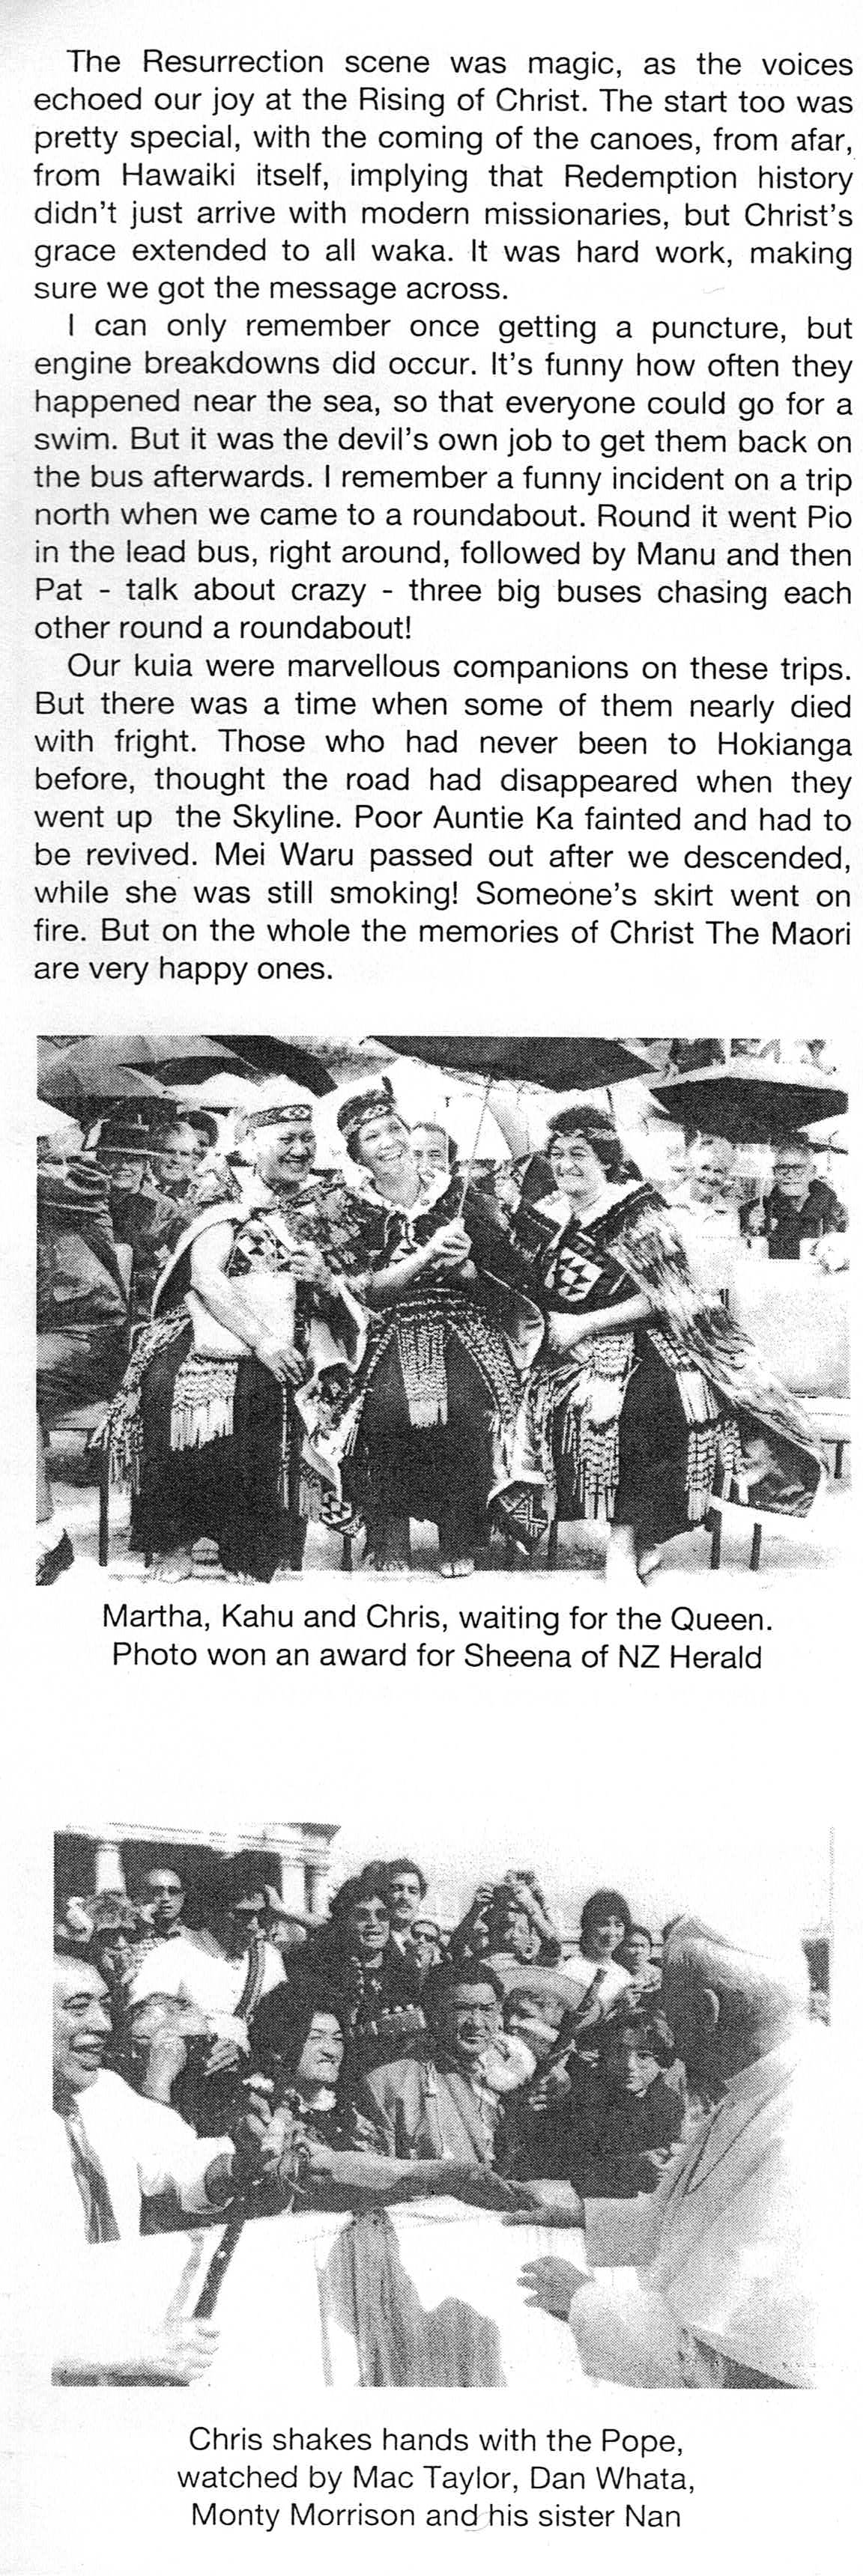 The Resurrection scene was magic, as the voices
echoed our joy at the Rising of Christ. The start too was
pretty special, with the coming of the canoes, from afar,
from Hawaiki itself, implying that Redemption history
didn't just arrive with modern missionaries, but Christ's
grace extended to all waka. It was hard work, making
sure we got the message across.
I can only remember once getting a puncture, but
engine breakdowns did occur. It's funny how often they
happened near the sea, so that everyone could go for a
swim. But it was the devil's own job to get them back on
the bus afterwards. I remember a funny incident on a trip
north when we came to a roundabout. Round it went Pio
in the lead bus, right around, followed by Manu and then
Pat - talk about crazy - three big buses chasing each
other round a roundabout!
Our kuia were marvellous companions on these trips.
But there was a time when some of them nearly died
with fright. Those who had never been to Hokianga
before, thought the road had disappeared when they
went up the Skyline. Poor Auntie Ka fainted and had to
be revived. Mei Waru passed out after we descended,
while she was still smoking! Someone's skirt went on
fire. But on the whole the memories of Christ The Maori
are very happy ones.
Martha, Kahu and Chris, waiting for the Queen.
Photo won an award for Sheena of NZ Herald
Chris shakes hands with the Pope,
watched by Mac Taylor, Dan Whata,
Monty Morrison and his sister Nan